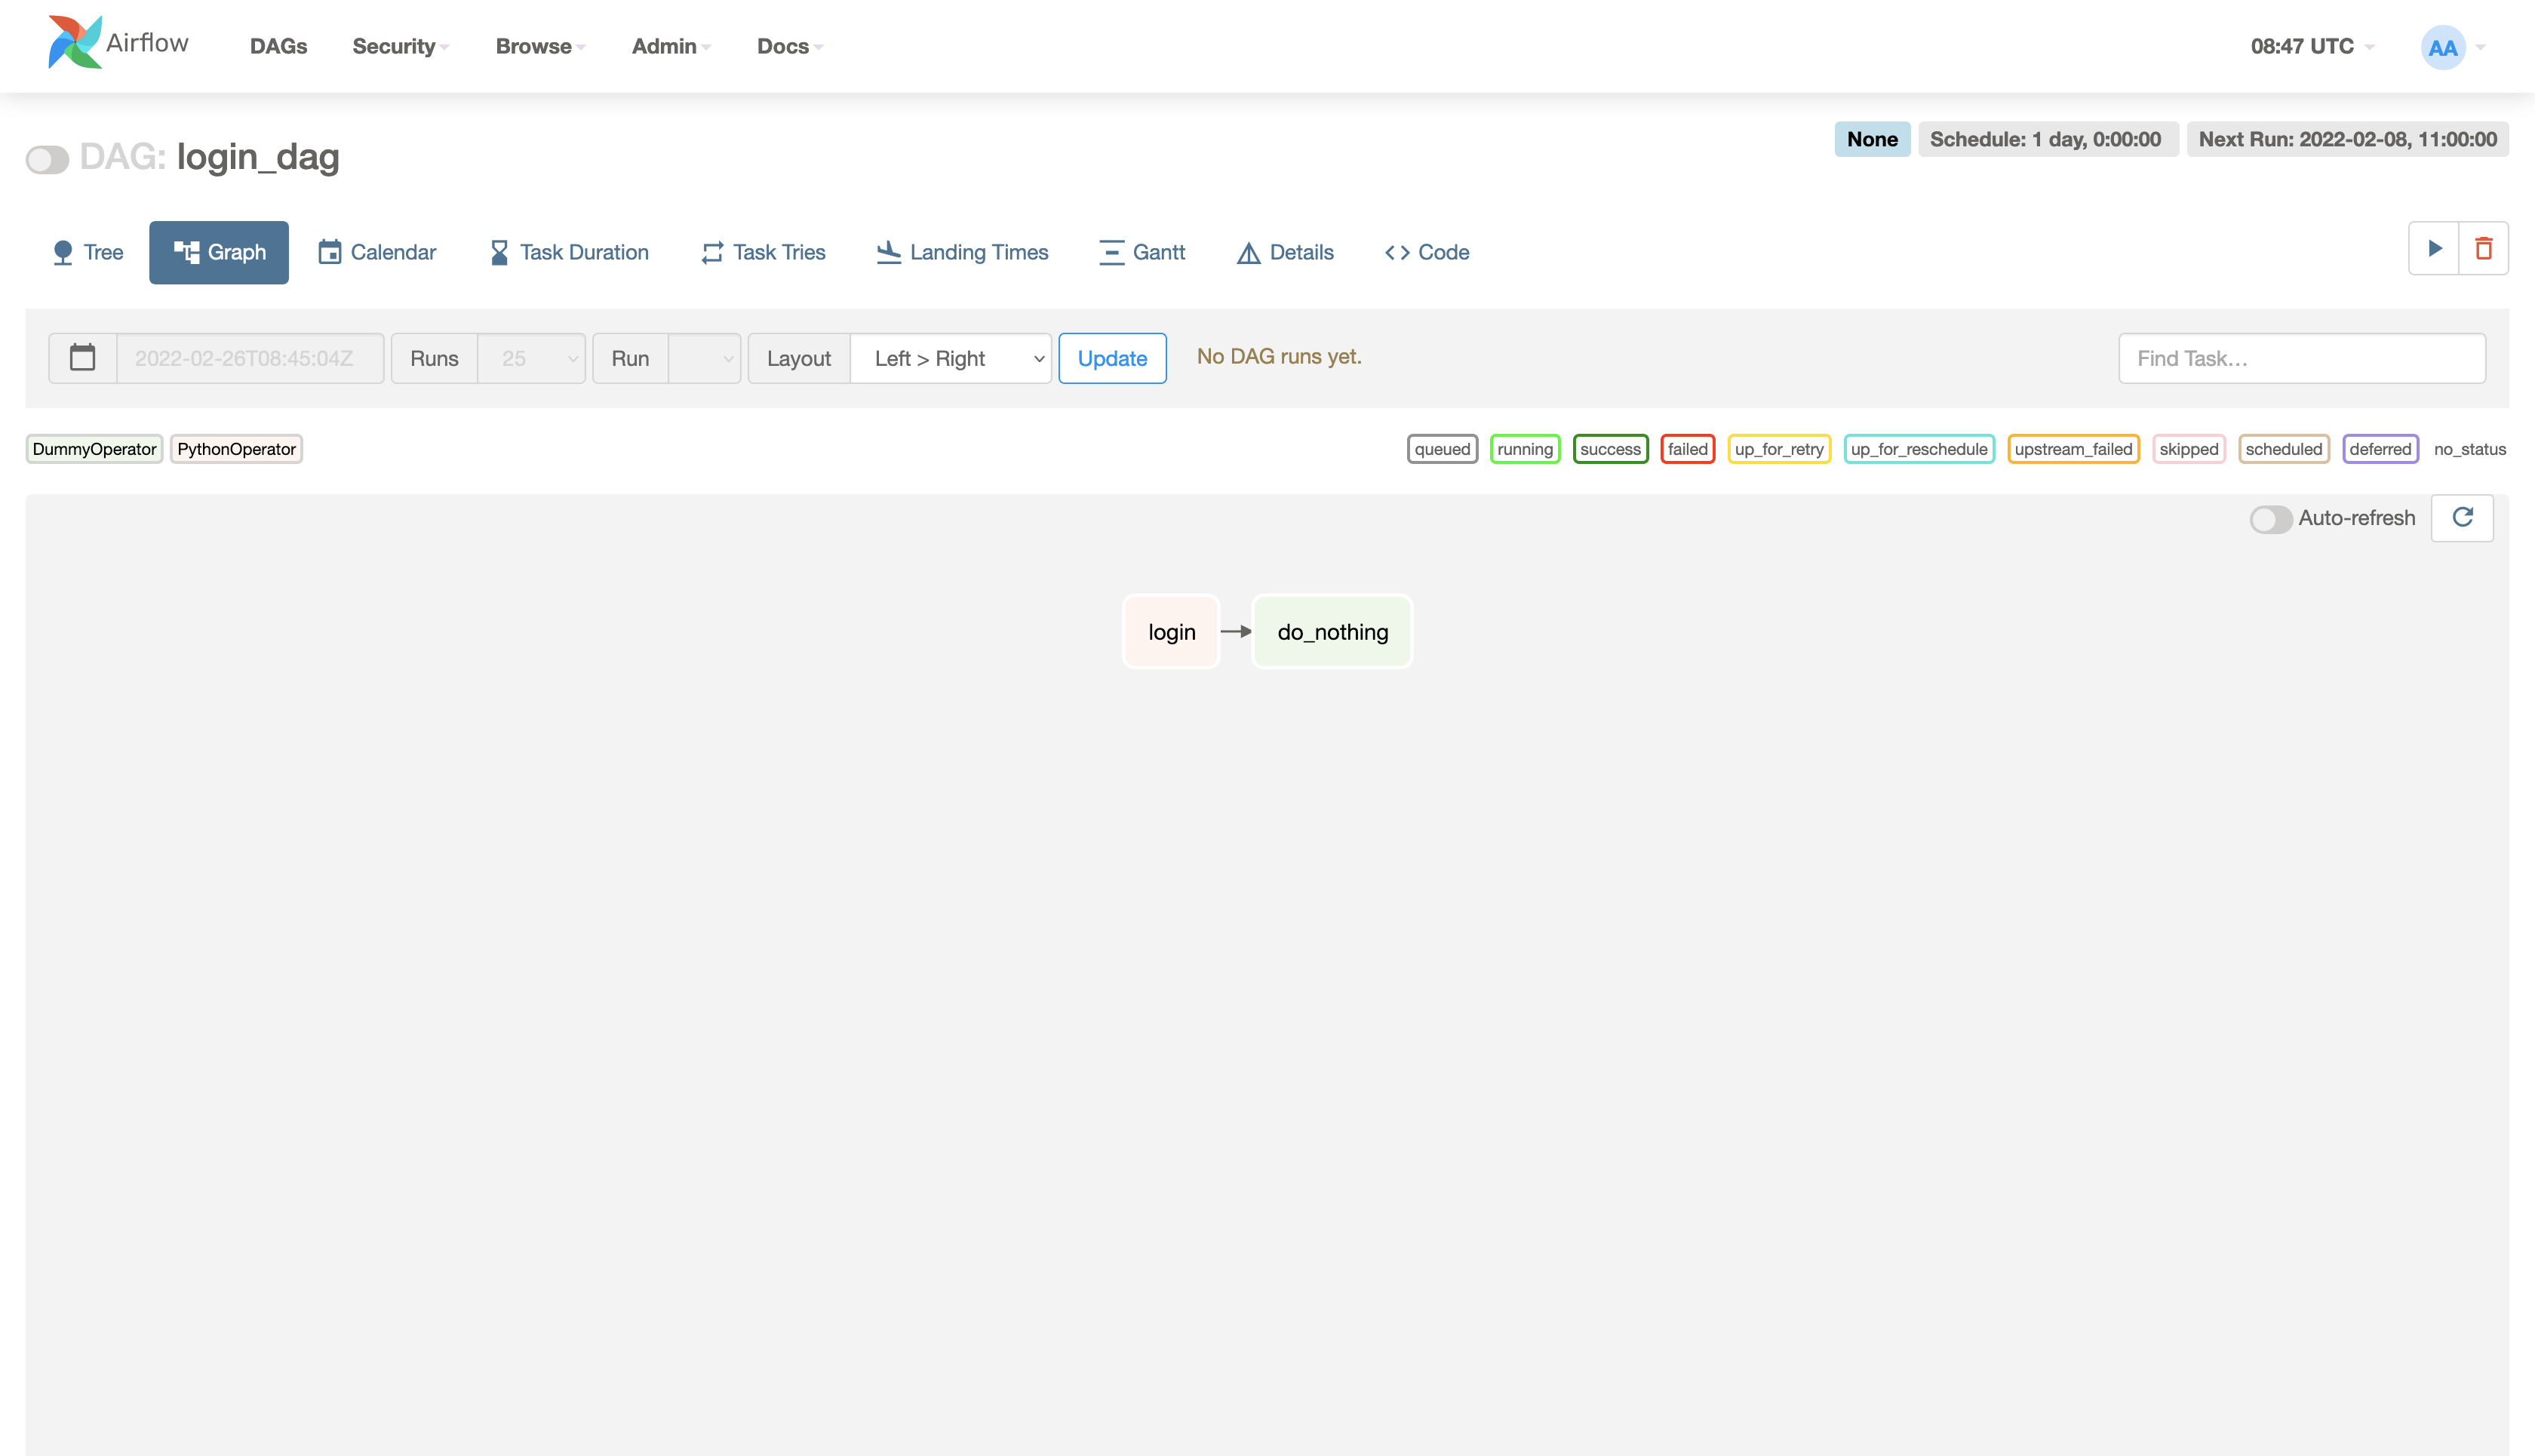 Airflow DAGs Security Browse Admin Docs 08:47 UTC AA
DAG: login_dag None Schedule: 1 day, 0:00:00 Next Run: 2022-02-08, 11:00:00
Tree Graph Calendar Task Duration Task Tries Landing Times Gantt Details Code
2022-02-26T08:45:04Z Runs 25 Run Layout Left > Right Update No DAG runs yet. Find Task...
DummyOperator PythonOperator queued running success failed up_for_retry up_for_reschedule upstream_failed skipped scheduled deferred no_status
Auto-refresh
login do_nothing